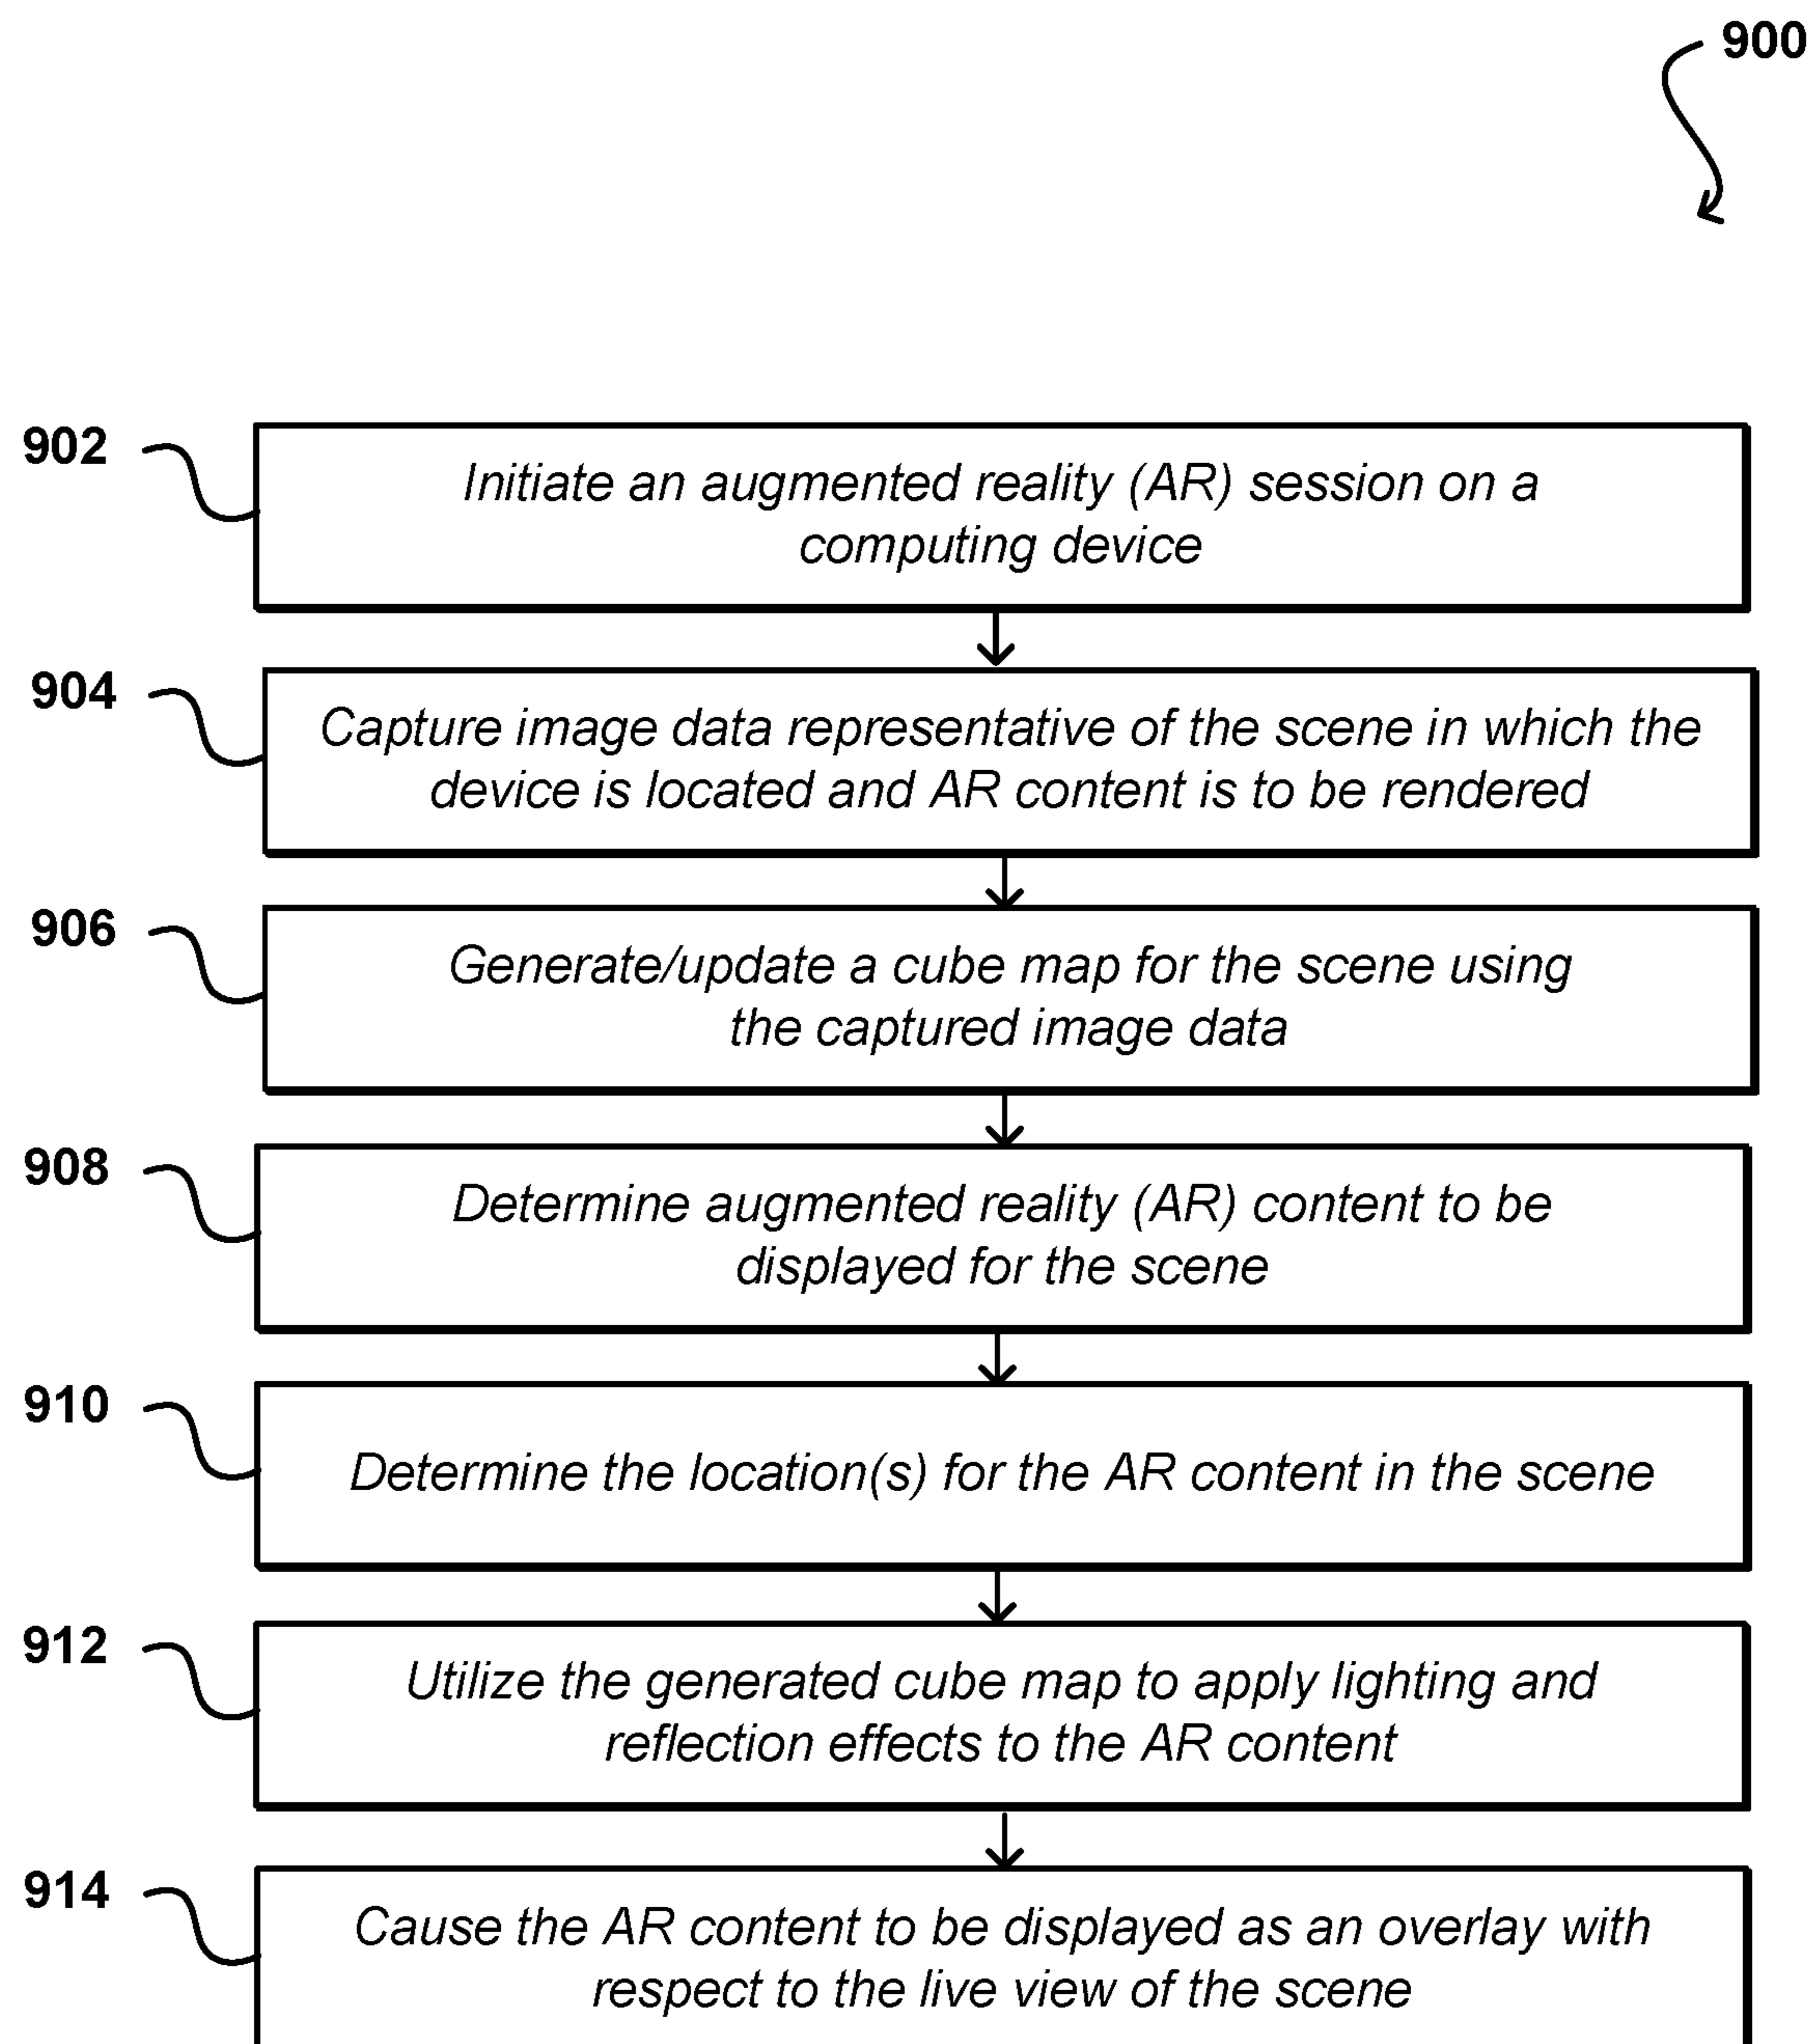 900
902
Initiate an augmented reality (AR) session on a
computing device
904
Capture image data representative of the scene in which the
device is located and AR content is to be rendered
906
Generate/update a cube map for the scene using
the captured image data
908
Determine augmented reality (AR) content to be
displayed for the scene
910
Determine the location(s) for the AR content in the scene
912
Utilize the generated cube map to apply lighting and
reflection effects to the AR content
914
Cause the AR content to be displayed as an overlay with
respect to the live view of the scene